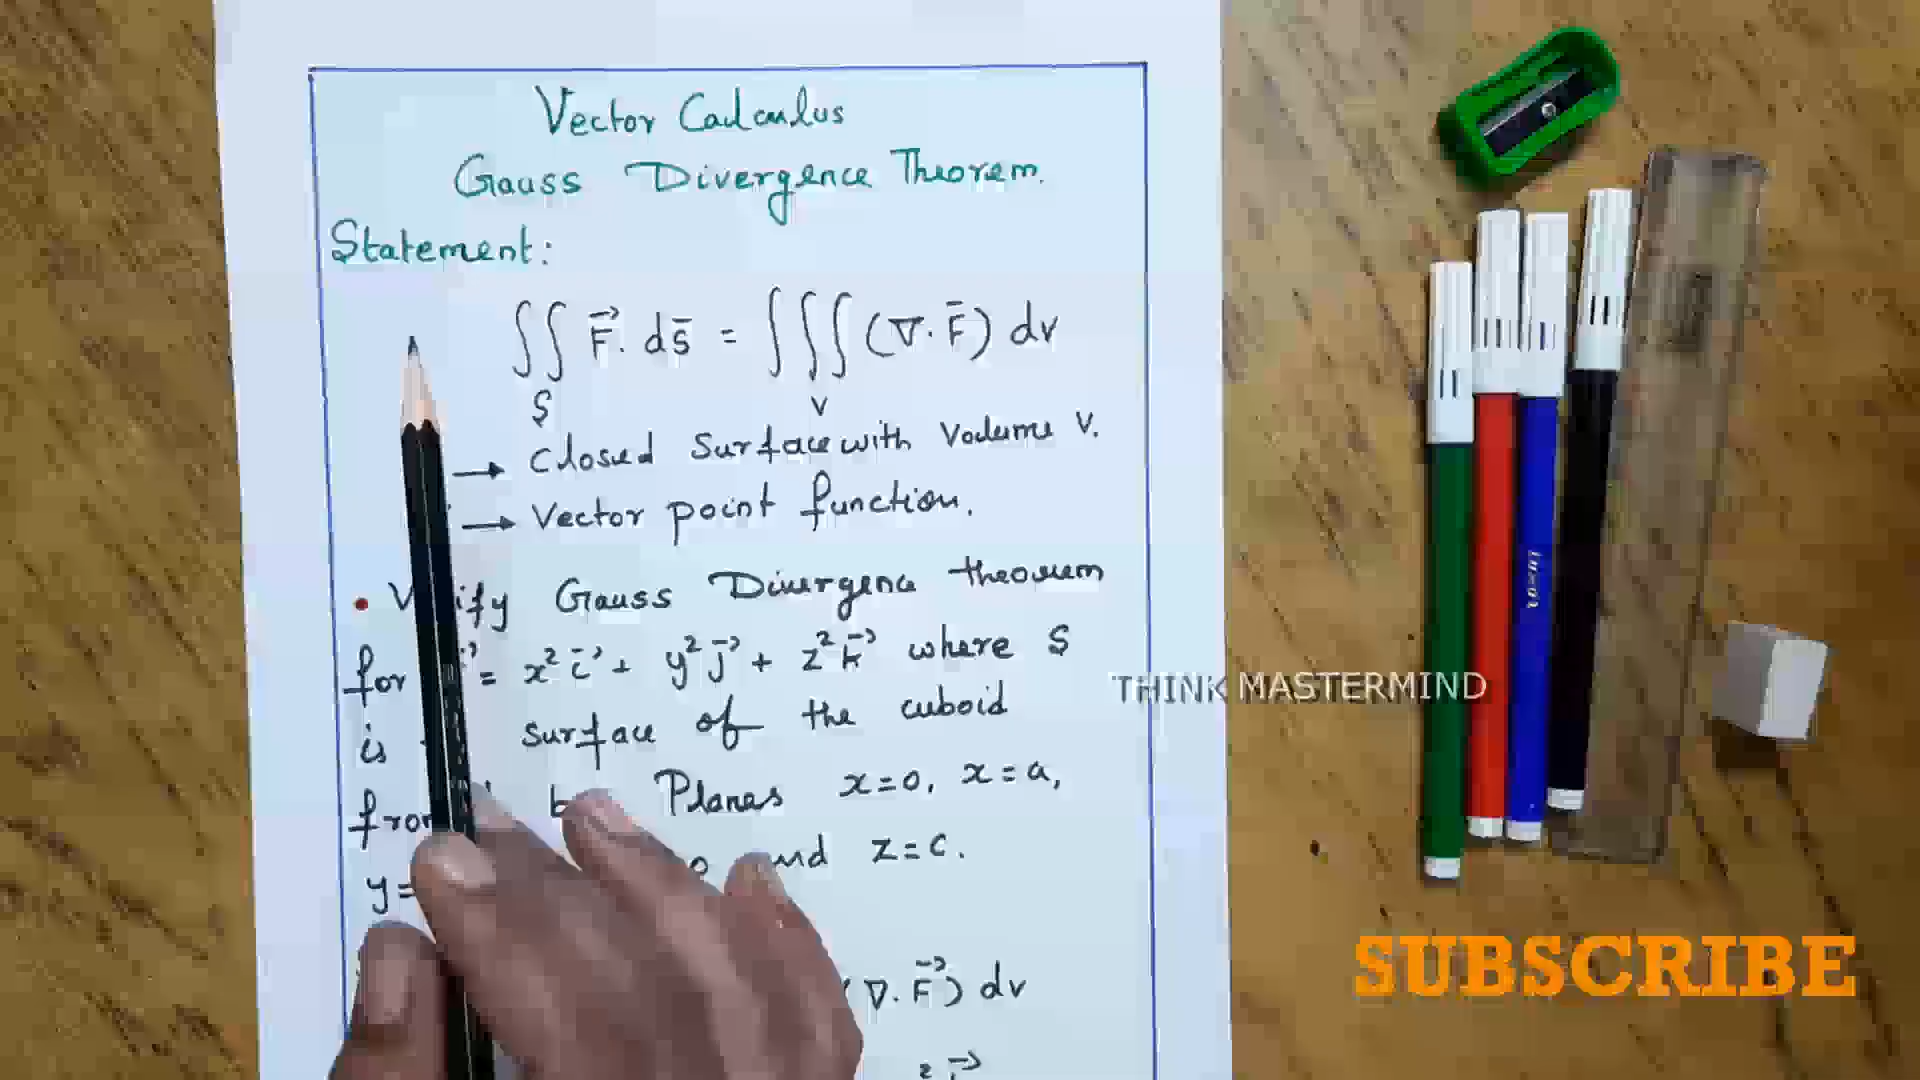 Vector Calculus
Gauss Divergence Theorem.
Statement:
∬ F⃗. ds̄ = ∭ (∇. F̄) dv
S V
→ Closed Surface with Volume V.
→ Vector point function.
• Gauss Divergence theorem
for = x² i⃗ + y² j⃗ + z² k⃗ where S
is surface of the cuboid
Planes x=0, x=a,
y= and z=c.
(∇. F⃗) dv
THINK MASTERMIND
SUBSCRIBE